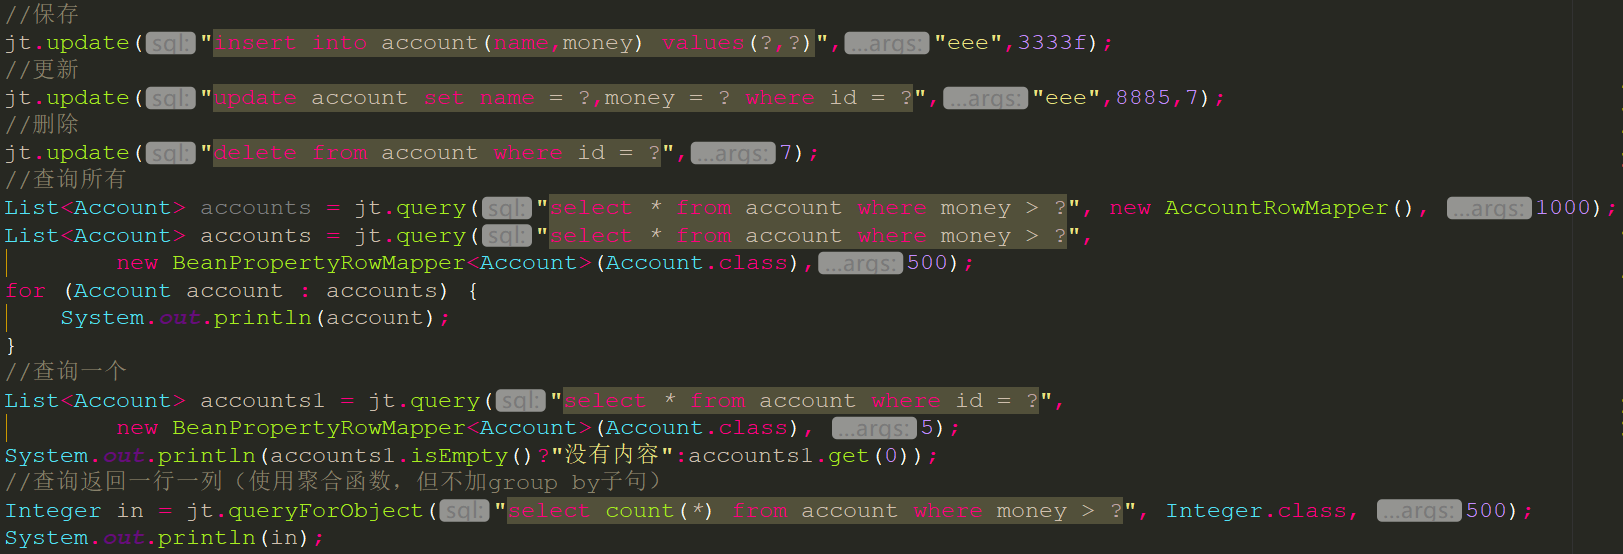 //保存
jt.update( sql: "insert into account(name,money) values(?,?)", ...args: "eee",3333f);
//更新
jt.update( sql: "update account set name = ?,money = ? where id = ?", ...args: "eee",8885,7);
//删除
jt.update( sql: "delete from account where id = ?", ...args: 7);
//查询所有
List<Account> accounts = jt.query( sql: "select * from account where money > ?", new AccountRowMapper(), ...args: 1000);
List<Account> accounts = jt.query( sql: "select * from account where money > ?",
        new BeanPropertyRowMapper<Account>(Account.class), ...args: 500);
for (Account account : accounts) {
    System.out.println(account);
}
//查询一个
List<Account> accounts1 = jt.query( sql: "select * from account where id = ?",
        new BeanPropertyRowMapper<Account>(Account.class), ...args: 5);
System.out.println(accounts1.isEmpty()?"没有内容":accounts1.get(0));
//查询返回一行一列（使用聚合函数，但不加group by子句）
Integer in = jt.queryForObject( sql: "select count(*) from account where money > ?", Integer.class, ...args: 500);
System.out.println(in);